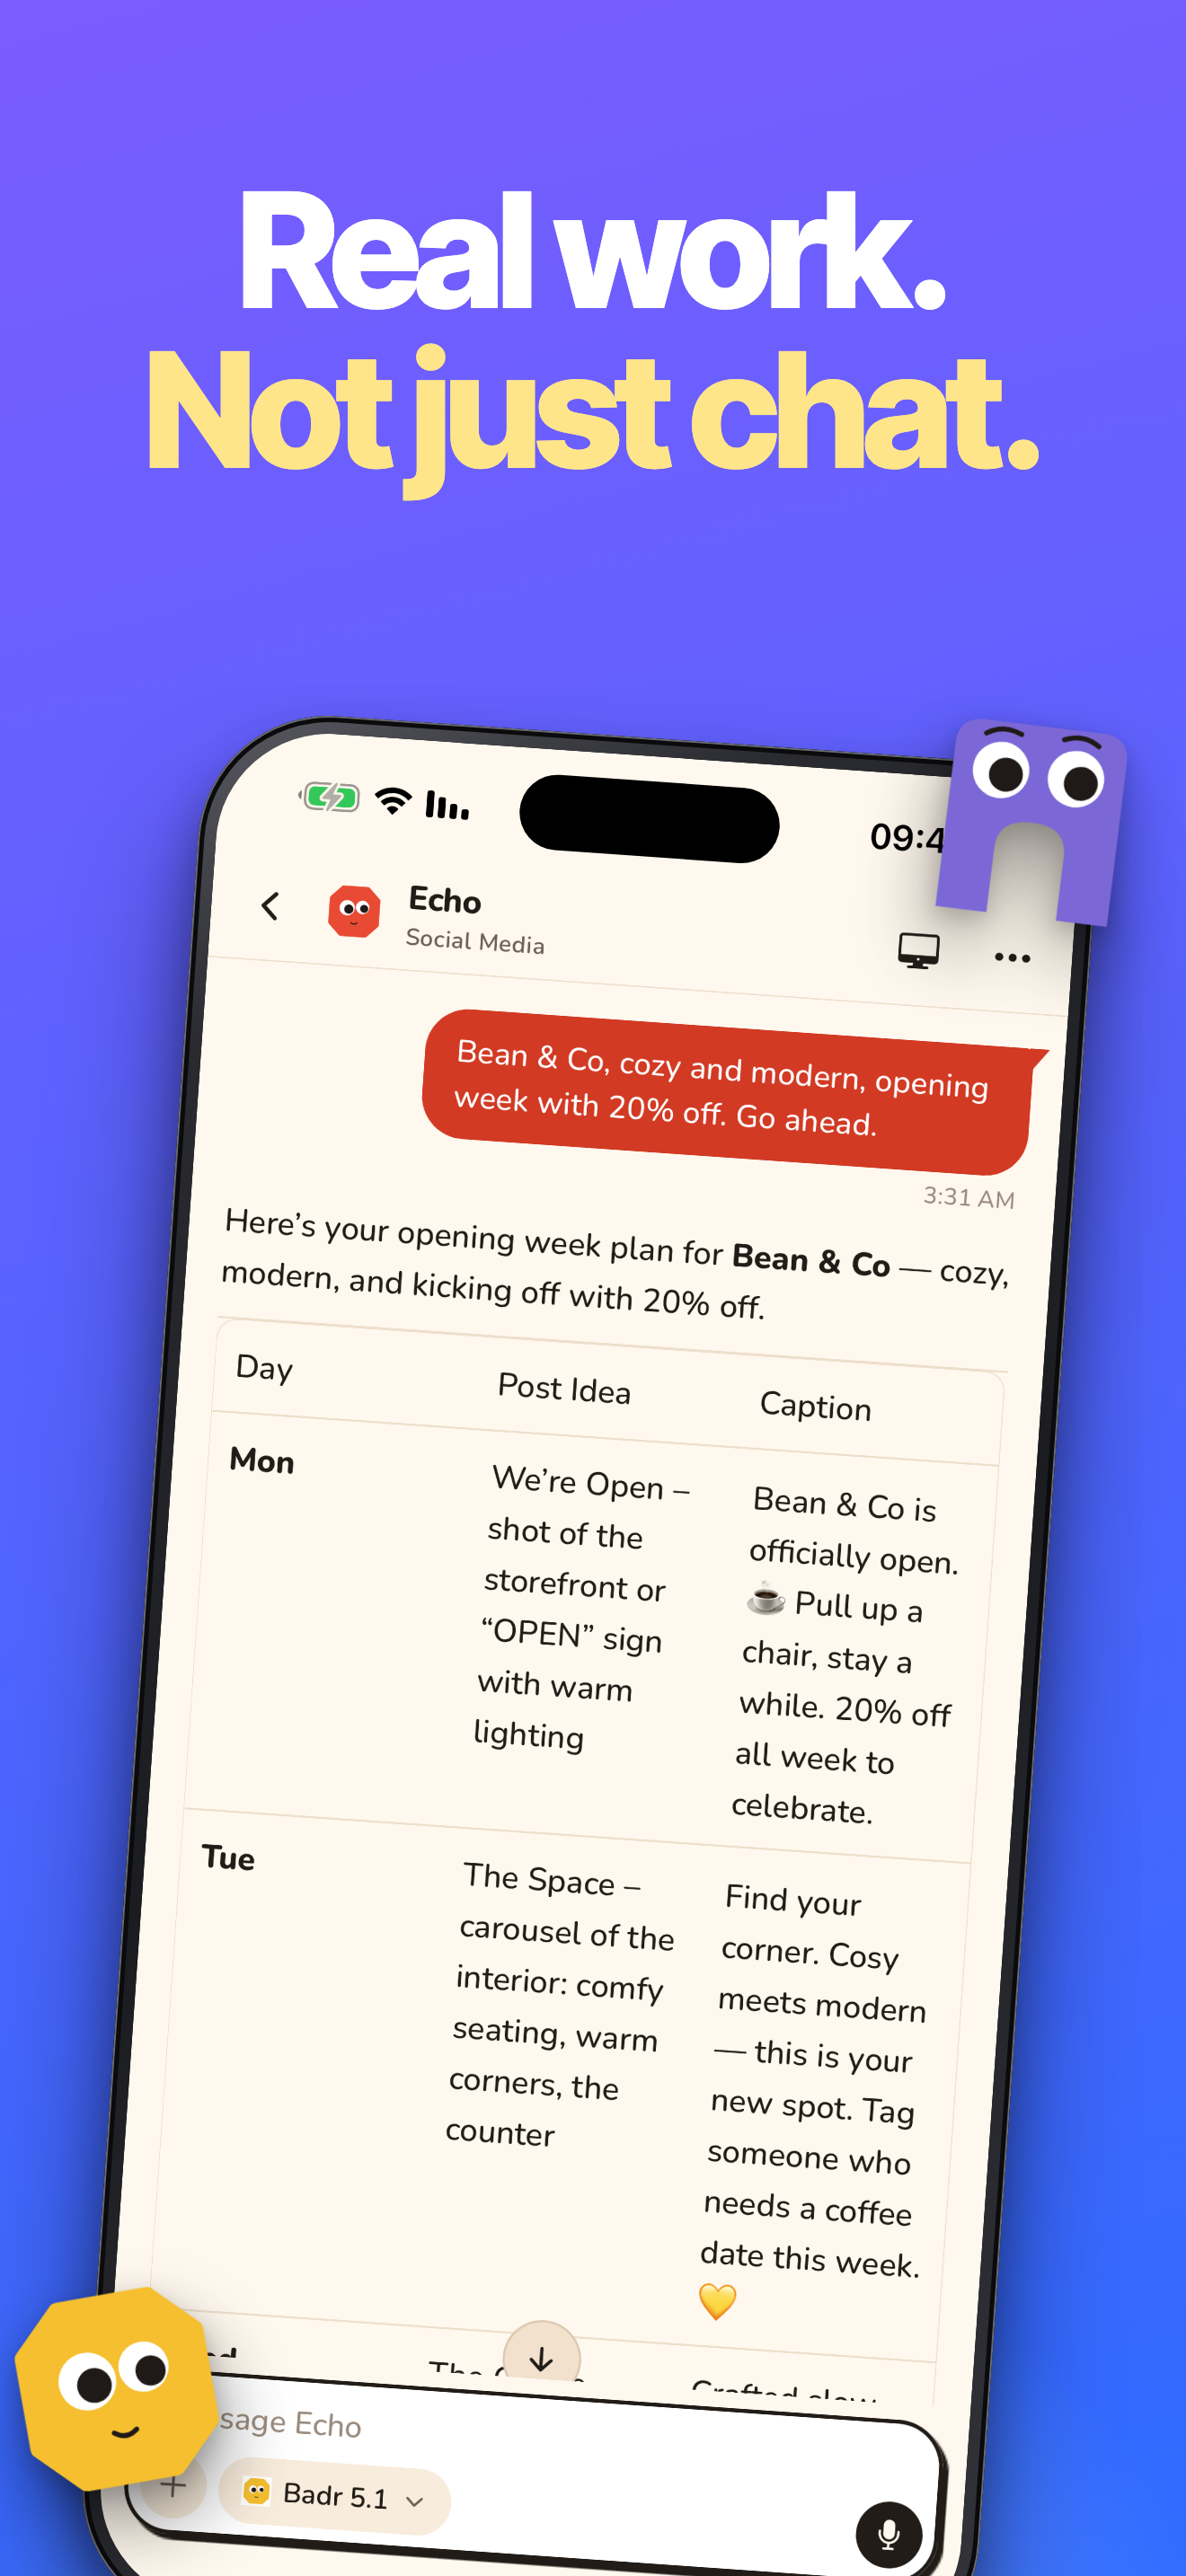 Real work.
Not just chat.
09:4
Echo
Social Media
Bean & Co, cozy and modern, opening
week with 20% off. Go ahead.
3:31 AM
Here’s your opening week plan for Bean & Co — cozy,
modern, and kicking off with 20% off.
Day
Post Idea
Caption
Mon
We’re Open –
shot of the
storefront or
“OPEN” sign
with warm
lighting
Bean & Co is
officially open.
☕ Pull up a
chair, stay a
while. 20% off
all week to
celebrate.
Tue
The Space –
carousel of the
interior: comfy
seating, warm
corners, the
counter
Find your
corner. Cosy
meets modern
— this is your
new spot. Tag
someone who
needs a coffee
date this week.
💛
The
Crafted slow
sage Echo
Badr 5.1